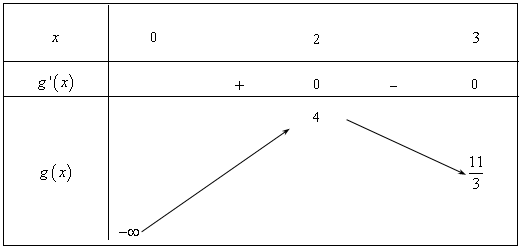 x 0 2 3
g'(x) + 0 − 0
4
g(x) 11/3
−∞